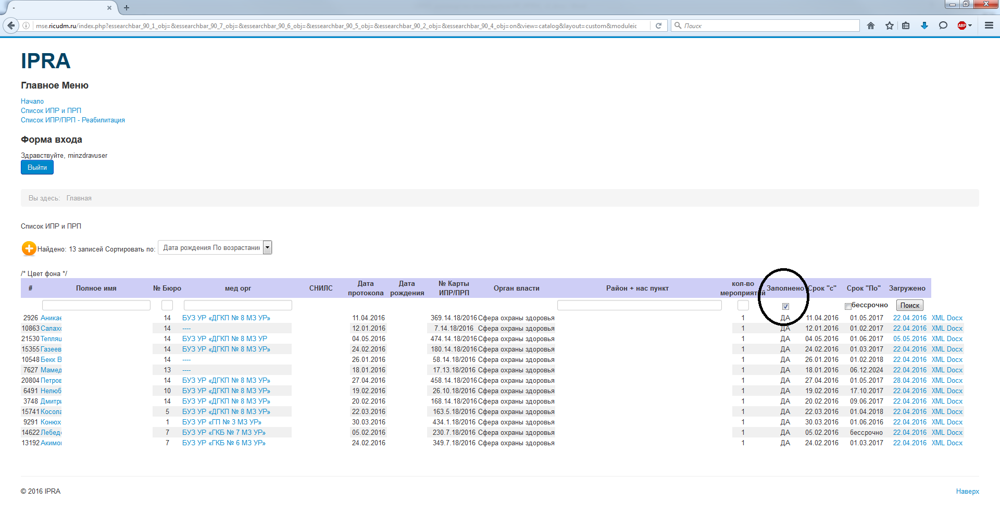 -
mse.ricudm.ru/index.php?essearchbar_90_1_obj=&essearchbar_90_7_obj=&essearchbar_90_6_obj=&essearchbar_90_5_obj=&essearchbar_90_2_obj=&essearchbar_90_4_obj=on&view=catalog&layout=custom&moduleic
Поиск
ABP
IPRA
Главное Меню
Начало
Список ИПР и ПРП
Список ИПР/ПРП - Реабилитация
Форма входа
Здравствуйте, minzdravuser
Выйти
Вы здесь: Главная
Список ИПР и ПРП
Найдено: 13 записей Сортировать по: Дата рождения По возрастани
/* Цвет фона */
# Полное имя № Бюро мед орг СНИЛС Дата протокола Дата рождения № Карты ИПР/ПРП Орган власти Район + нас пункт кол-во мероприятий Заполнено Срок "с" Срок "По" Загружено
бессрочно Поиск
2926 Аникае 14 БУЗ УР «ДГКП № 8 МЗ УР» 11.04.2016 369.14.18/2016 Сфера охраны здоровья 1 ДА 11.04.2016 01.05.2017 22.04.2016 XML Docx
10863 Салахо 14 ---- 12.01.2016 7.14.18/2016 Сфера охраны здоровья 1 ДА 12.01.2016 01.02.2017 22.04.2016 XML Docx
21530 Тепляш 14 БУЗ УР «ДГКП № 8 МЗ УР 04.05.2016 474.14.18/2016 Сфера охраны здоровья 1 ДА 04.05.2016 01.06.2017 05.05.2016 XML Docx
15355 Газеев 14 БУЗ УР «ДГКП № 8 МЗ УР» 24.02.2016 180.14.18/2016 Сфера охраны здоровья 1 ДА 24.02.2016 01.03.2017 22.04.2016 XML Docx
10548 Бекк В 14 ---- 26.01.2016 58.14.18/2016 Сфера охраны здоровья 1 ДА 26.01.2016 01.02.2018 22.04.2016 XML Docx
7627 Мамед 13 ---- 18.01.2016 17.13.18/2016 Сфера охраны здоровья 1 ДА 18.01.2016 06.12.2024 22.04.2016 XML Docx
20804 Петров 14 БУЗ УР «ДГКП № 8 МЗ УР» 27.04.2016 458.14.18/2016 Сфера охраны здоровья 1 ДА 27.04.2016 01.05.2017 28.04.2016 XML Docx
6491 Нелюб 10 БУЗ УР «ДГКП № 8 МЗ УР» 19.02.2016 26.10.18/2016 Сфера охраны здоровья 1 ДА 19.02.2016 17.10.2017 22.04.2016 XML Docx
3748 Дмитри 14 БУЗ УР «ДГКП № 8 МЗ УР» 20.02.2016 168.14.18/2016 Сфера охраны здоровья 1 ДА 20.02.2016 09.06.2017 22.04.2016 XML Docx
15741 Косола 5 БУЗ УР «ДГКП № 8 МЗ УР» 22.03.2016 163.5.18/2016 Сфера охраны здоровья 1 ДА 22.03.2016 01.04.2018 22.04.2016 XML Docx
9291 Конюх 1 БУЗ УР «ГП № 3 МЗ УР» 30.03.2016 434.1.18/2016 Сфера охраны здоровья 1 ДА 30.03.2016 01.06.2016 22.04.2016 XML Docx
14622 Лебед 7 БУЗ УР «ГКБ № 7 МЗ УР» 05.02.2016 230.7.18/2016 Сфера охраны здоровья 1 ДА 05.02.2016 бессрочно 22.04.2016 XML Docx
13192 Акимо 7 БУЗ УР «ГКБ № 6 МЗ УР» 24.02.2016 349.7.18/2016 Сфера охраны здоровья 1 ДА 24.02.2016 01.03.2017 22.04.2016 XML Docx
© 2016 IPRA
Наверх